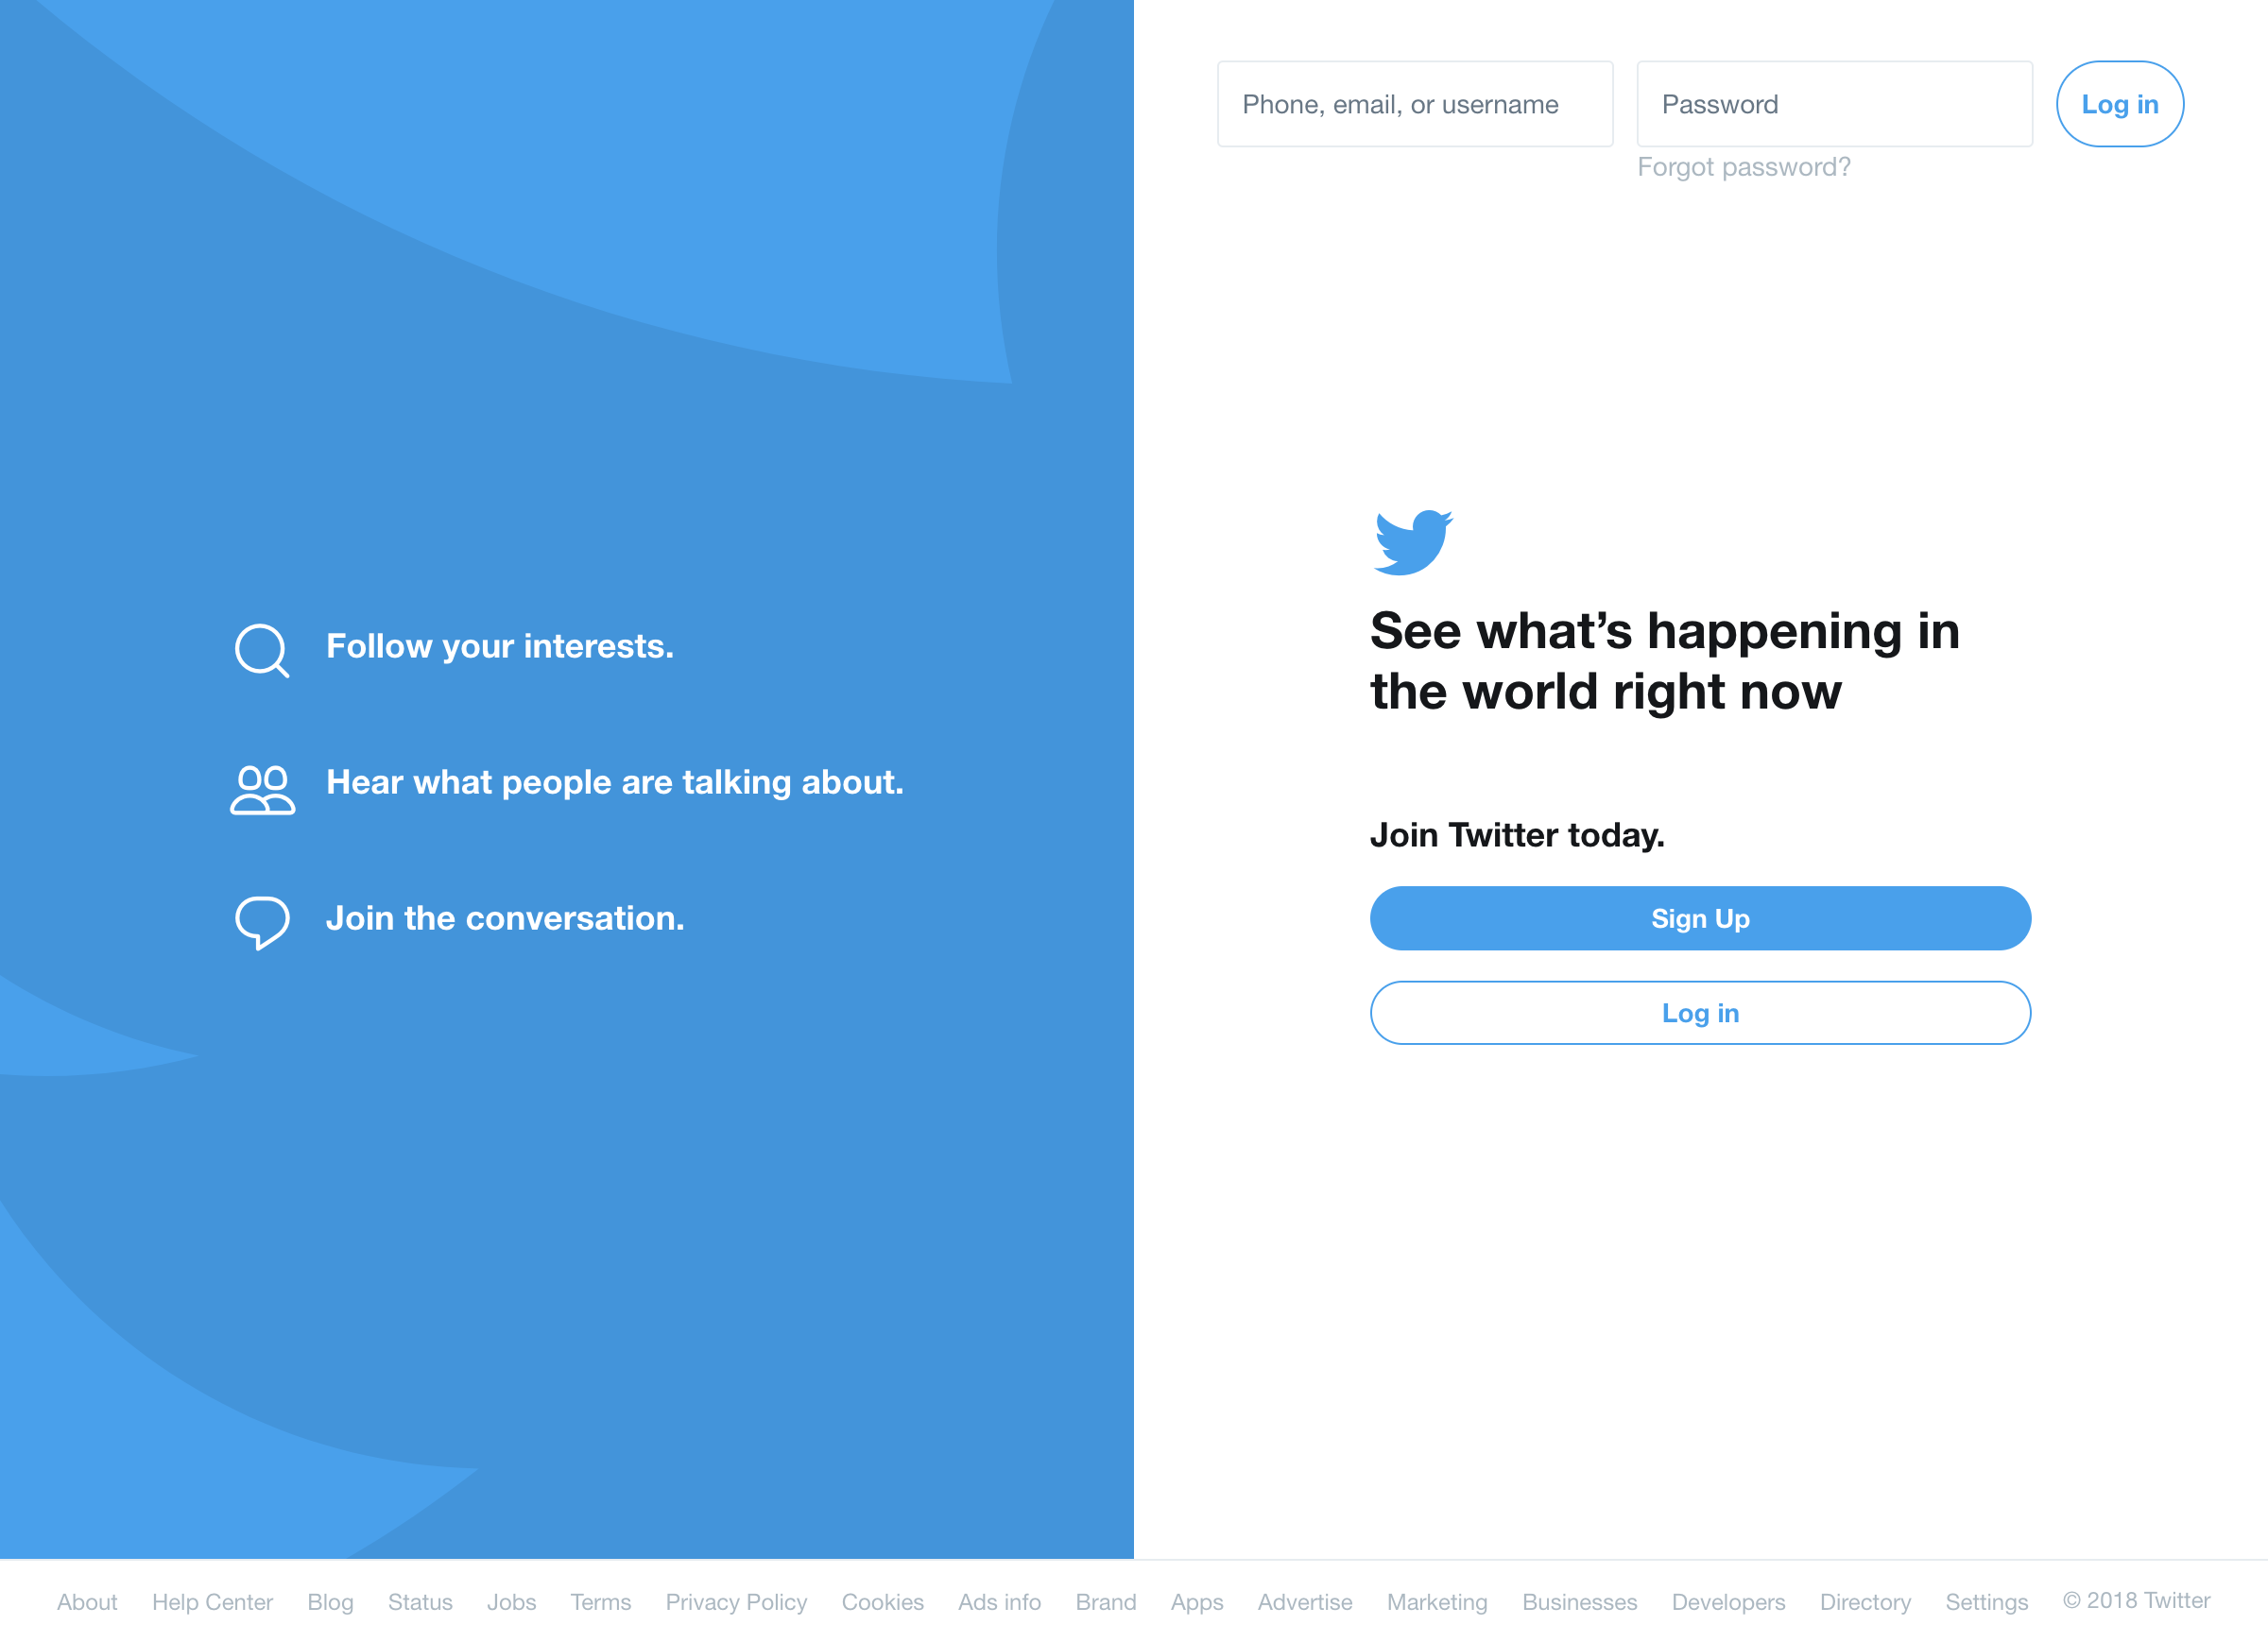 Phone, email, or username
Password
Log in
Forgot password?
Follow your interests.
Hear what people are talking about.
Join the conversation.
See what’s happening in
the world right now
Join Twitter today.
Sign Up
Log in
About Help Center Blog Status Jobs Terms Privacy Policy Cookies Ads info Brand Apps Advertise Marketing Businesses Developers Directory Settings © 2018 Twitter